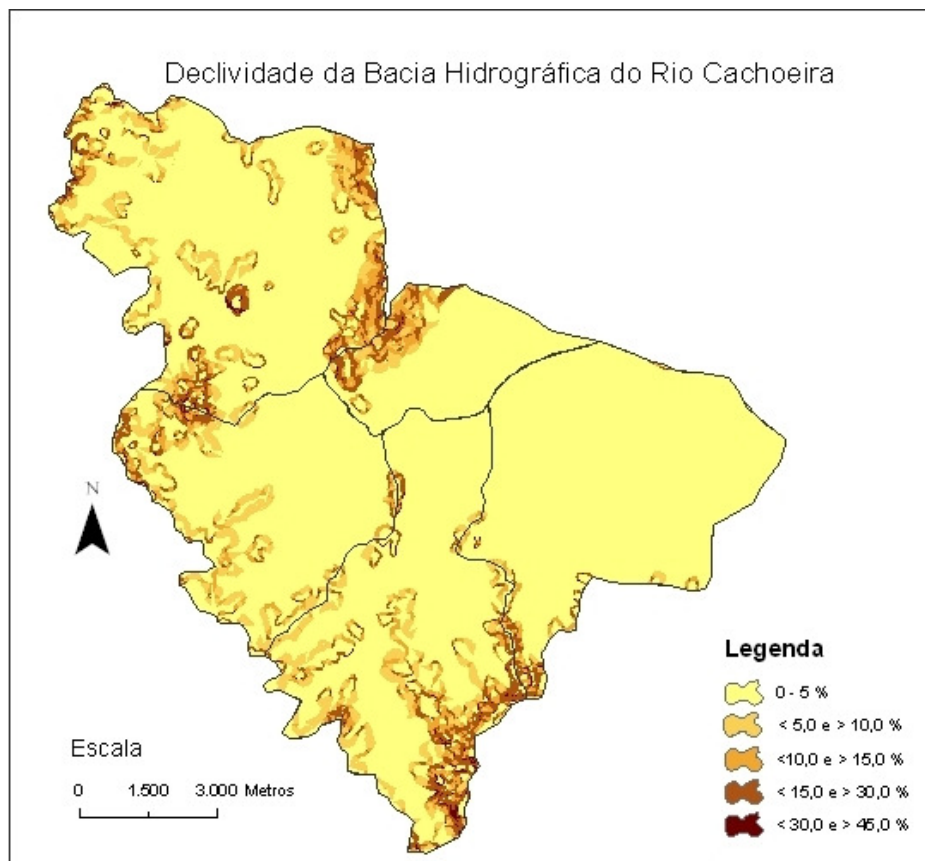 Declividade da Bacia Hidrográfica do Rio Cachoeira
N
Legenda
0 - 5 %
< 5,0 e > 10,0 %
<10,0 e > 15,0 %
< 15,0 e > 30,0 %
< 30,0 e > 45,0 %
Escala
0 1.500 3.000 Metros